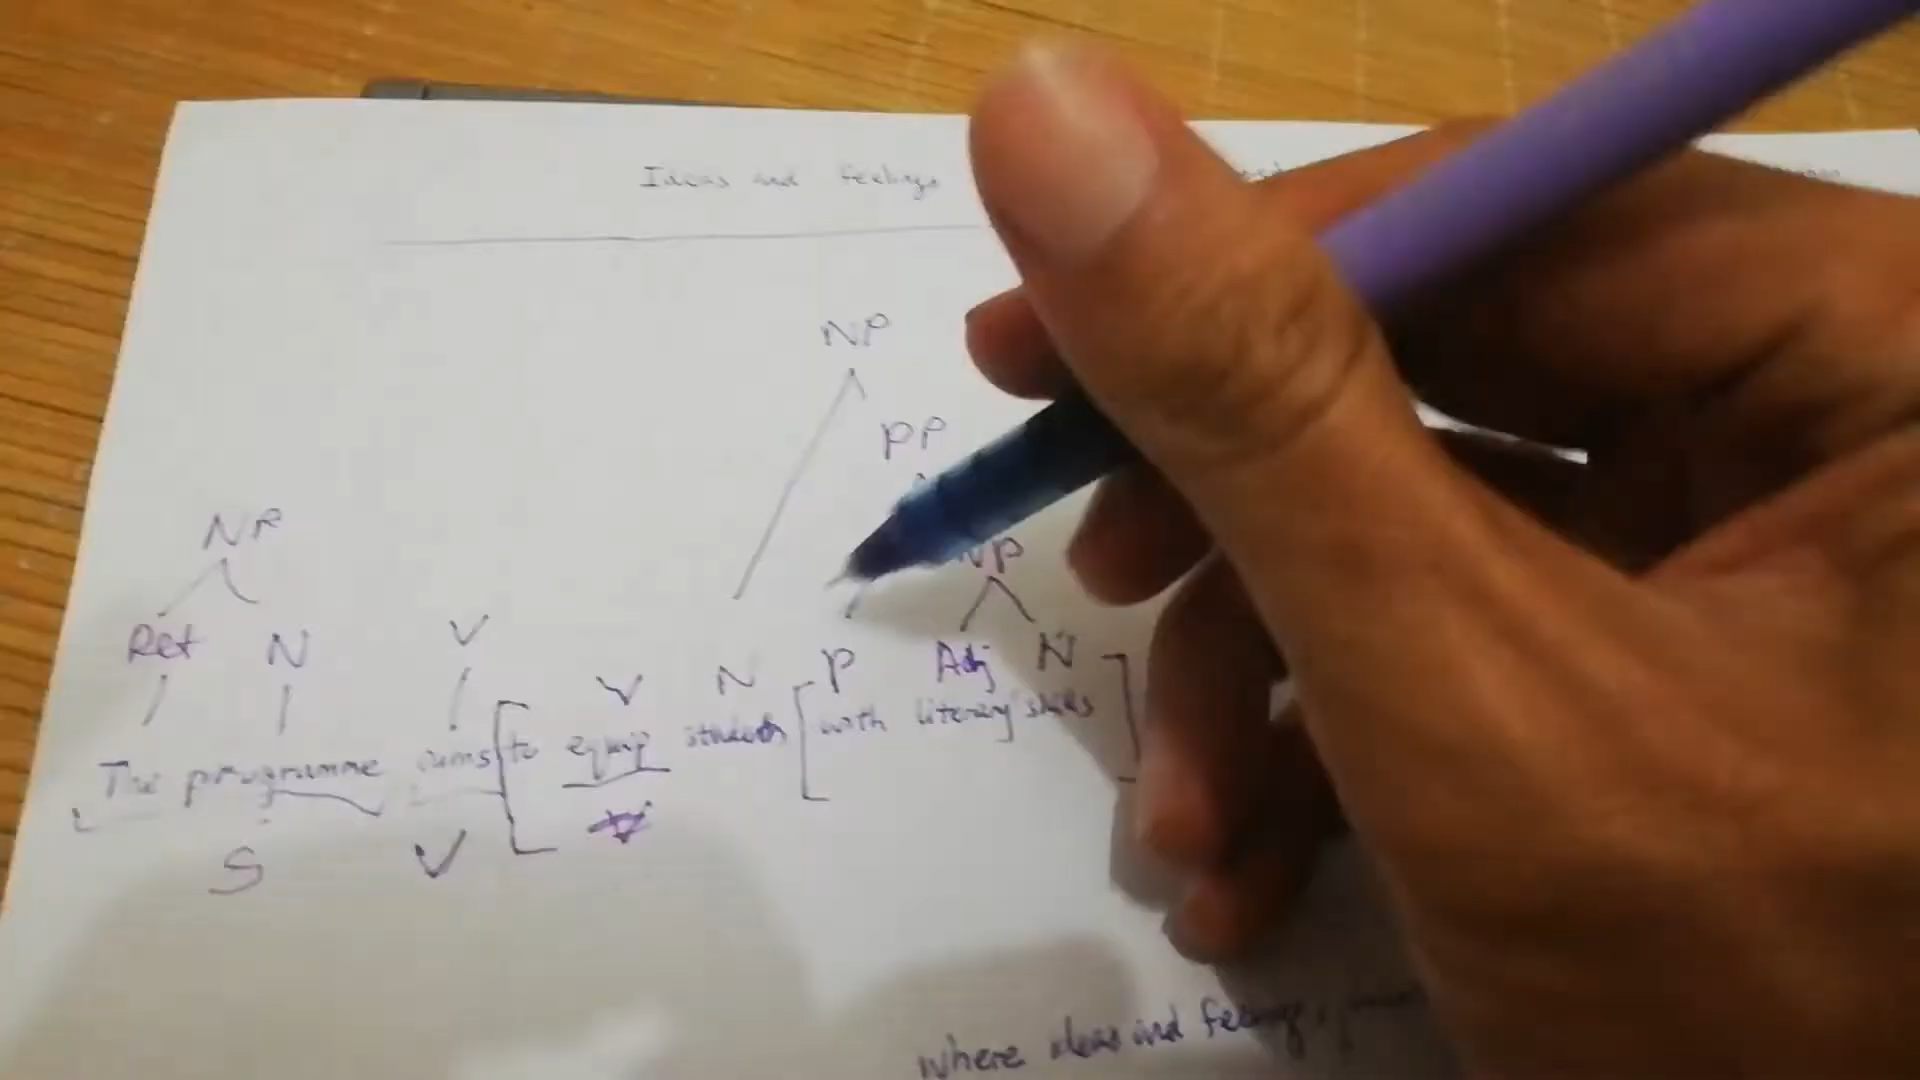 Ideas and feelings
NP
PP
NP
NP
Det N V
V N P Adj N
The programme aims [to equip students [with literary skills]
S V
where ideas and feelings,